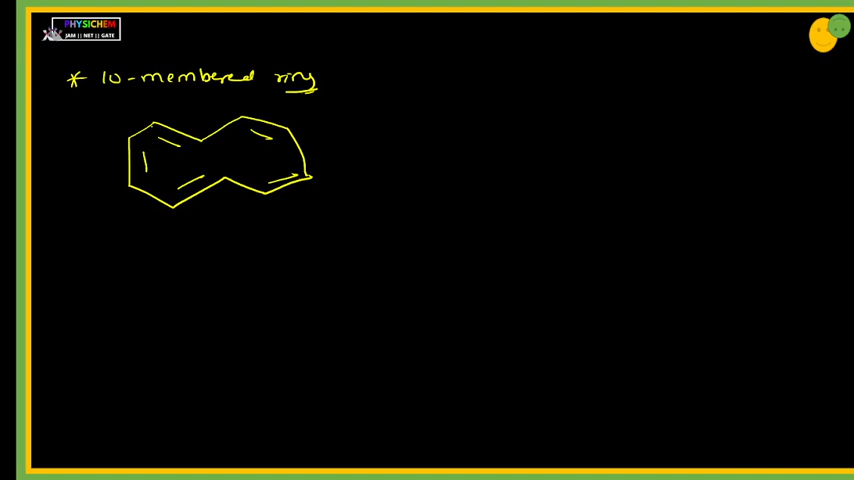 PHYSICHEM
JAM || NET || GATE
* 10-membered ring